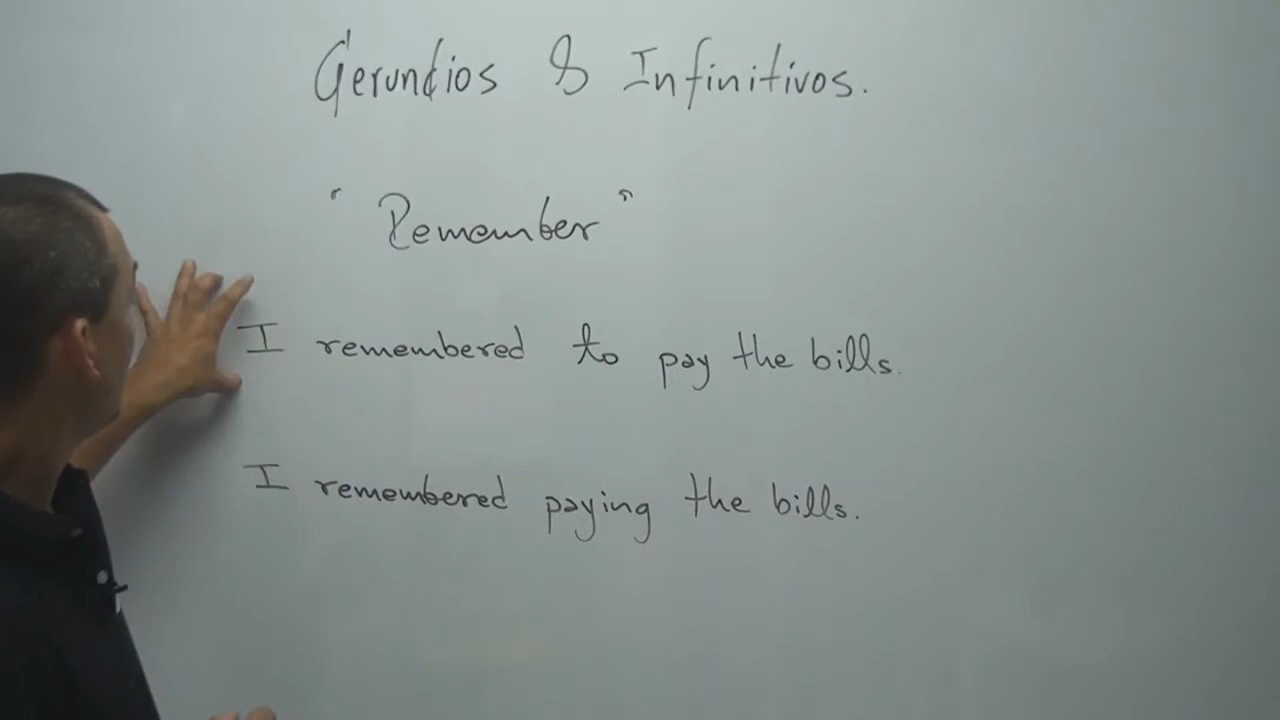 Gerundios & Infinitivos.
"Remember"
I remembered to pay the bills.
I remembered paying the bills.